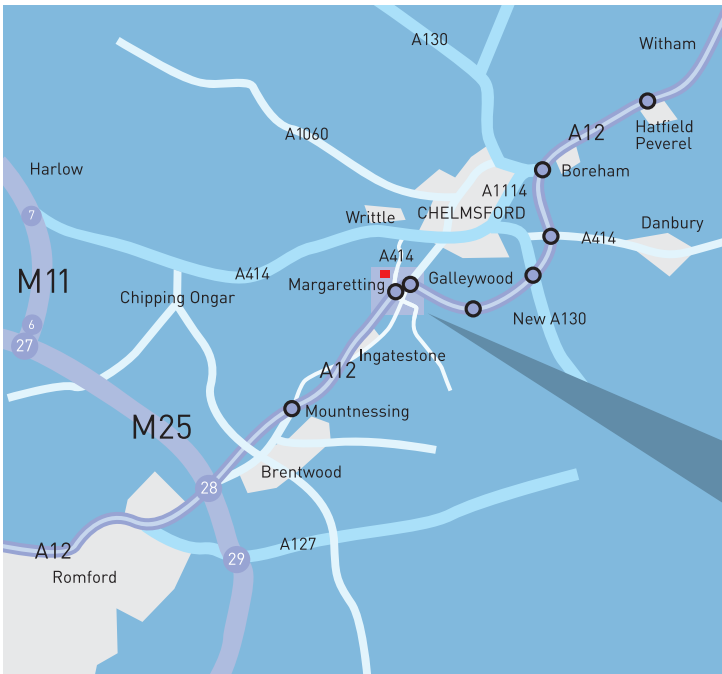 A130
Witham
A12
Hatfield
Peverel
A1060
Boreham
Harlow
A1114
Writtle
CHELMSFORD
Danbury
7
A414
A414
A414
M11
Margaretting
Galleywood
Chipping Ongar
New A130
6
27
Ingatestone
A12
Mountnessing
M25
Brentwood
28
A12
A127
29
Romford